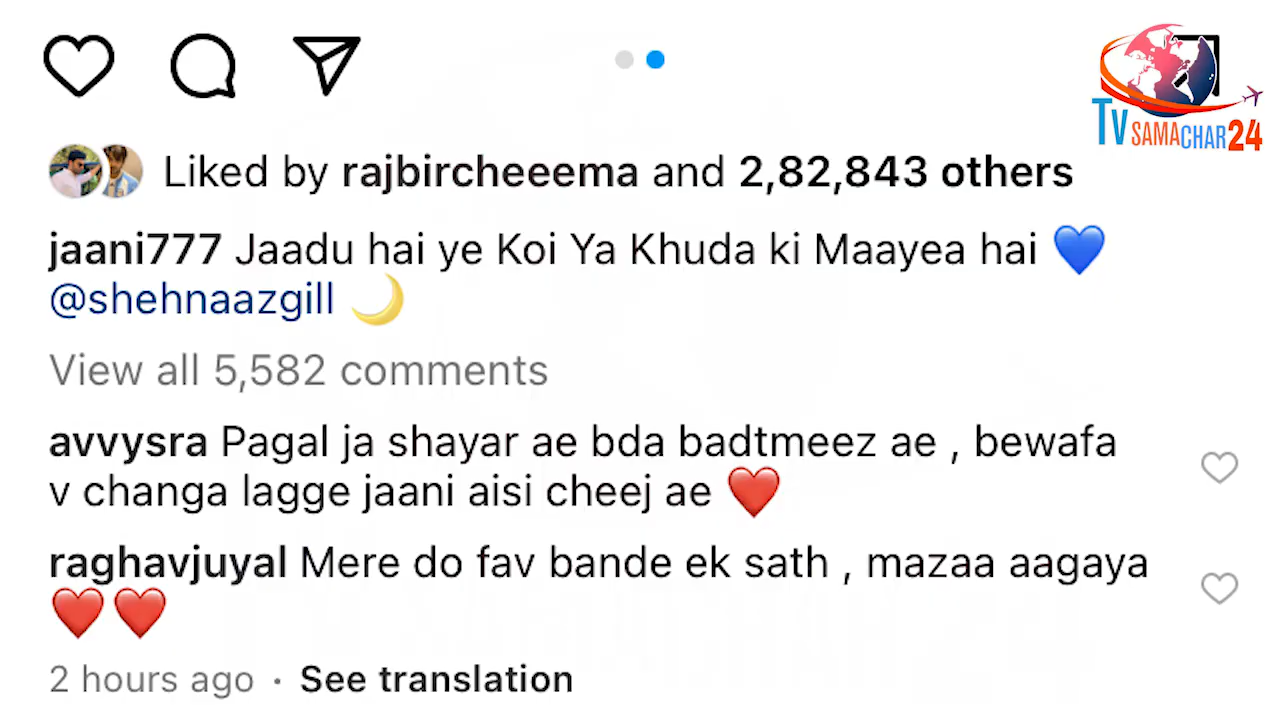 TV SAMACHAR24
Liked by rajbircheeema and 2,82,843 others
jaani777 Jaadu hai ye Koi Ya Khuda ki Maayea hai 💙
@shehnaazgill 🌙
View all 5,582 comments
avvysra Pagal ja shayar ae bda badtmeez ae , bewafa
v changa lagge jaani aisi cheej ae ❤️
raghavjuyal Mere do fav bande ek sath , mazaa aagaya
❤️❤️
2 hours ago · See translation